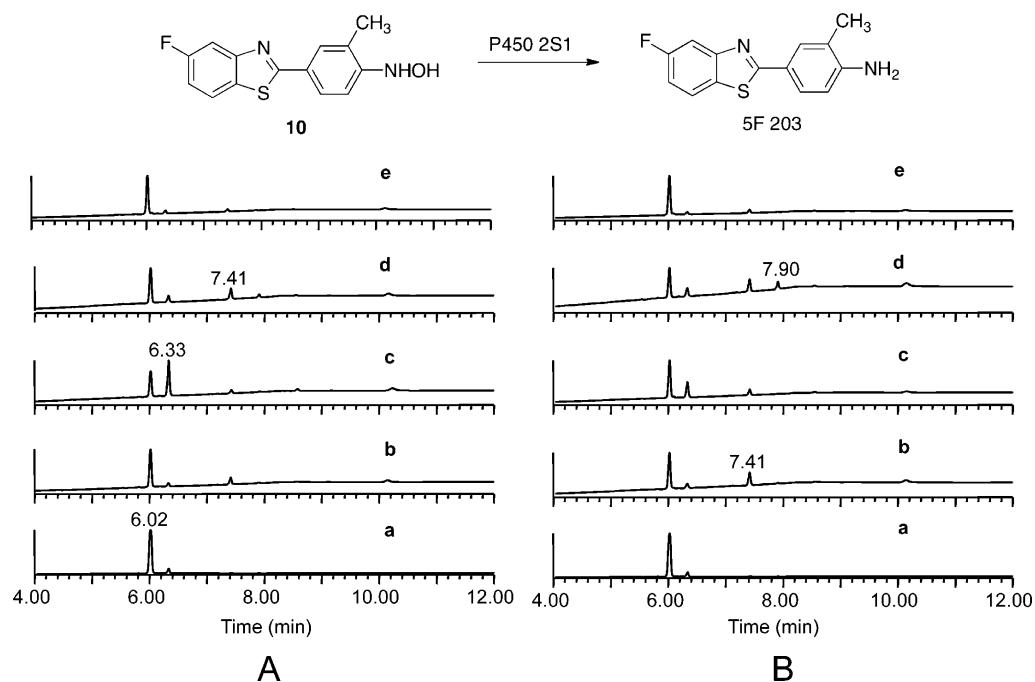 CH3
F
N
S
NHOH
10
P450 2S1
CH3
F
N
S
NH2
5F 203
e
d
7.41
c
6.33
b
a
6.02
4.00 6.00 8.00 10.00 12.00
Time (min)
A
e
d
7.90
c
b
7.41
a
4.00 6.00 8.00 10.00 12.00
Time (min)
B